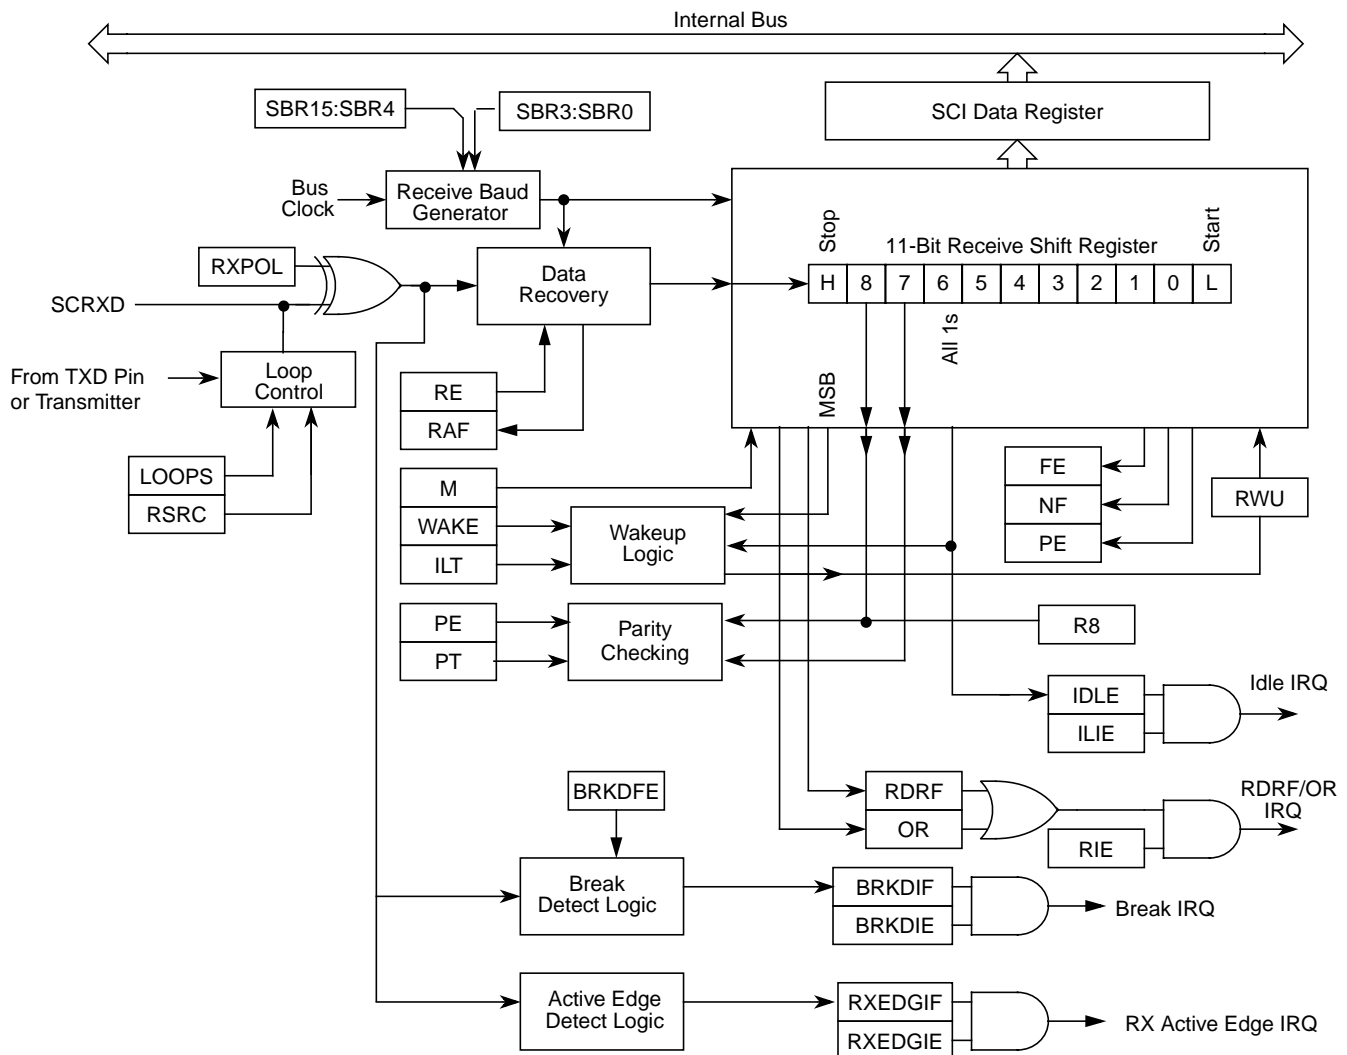 Internal Bus
SBR15:SBR4
SBR3:SBR0
SCI Data Register
Bus
Clock
Receive Baud
Generator
RXPOL
SCRXD
Data
Recovery
Stop
11-Bit Receive Shift Register
Start
H 8 7 6 5 4 3 2 1 0 L
All 1s
MSB
From TXD Pin
or Transmitter
Loop
Control
RE
RAF
LOOPS
RSRC
M
WAKE
ILT
Wakeup
Logic
FE
NF
PE
RWU
PE
PT
Parity
Checking
R8
IDLE
ILIE
Idle IRQ
BRKDFE
RDRF
OR
RIE
RDRF/OR
IRQ
Break
Detect Logic
BRKDIF
BRKDIE
Break IRQ
Active Edge
Detect Logic
RXEDGIF
RXEDGIE
RX Active Edge IRQ